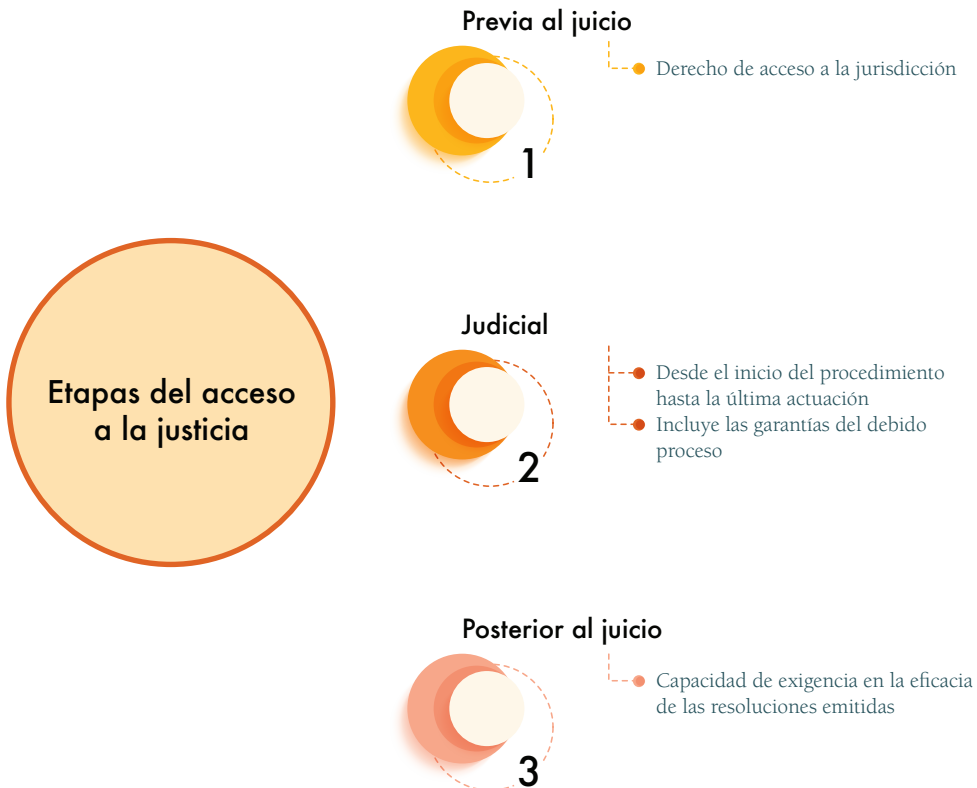 Etapas del acceso
a la justicia
Previa al juicio
1
Derecho de acceso a la jurisdicción
Judicial
2
Desde el inicio del procedimiento
hasta la última actuación
Incluye las garantías del debido
proceso
Posterior al juicio
3
Capacidad de exigencia en la eficacia
de las resoluciones emitidas